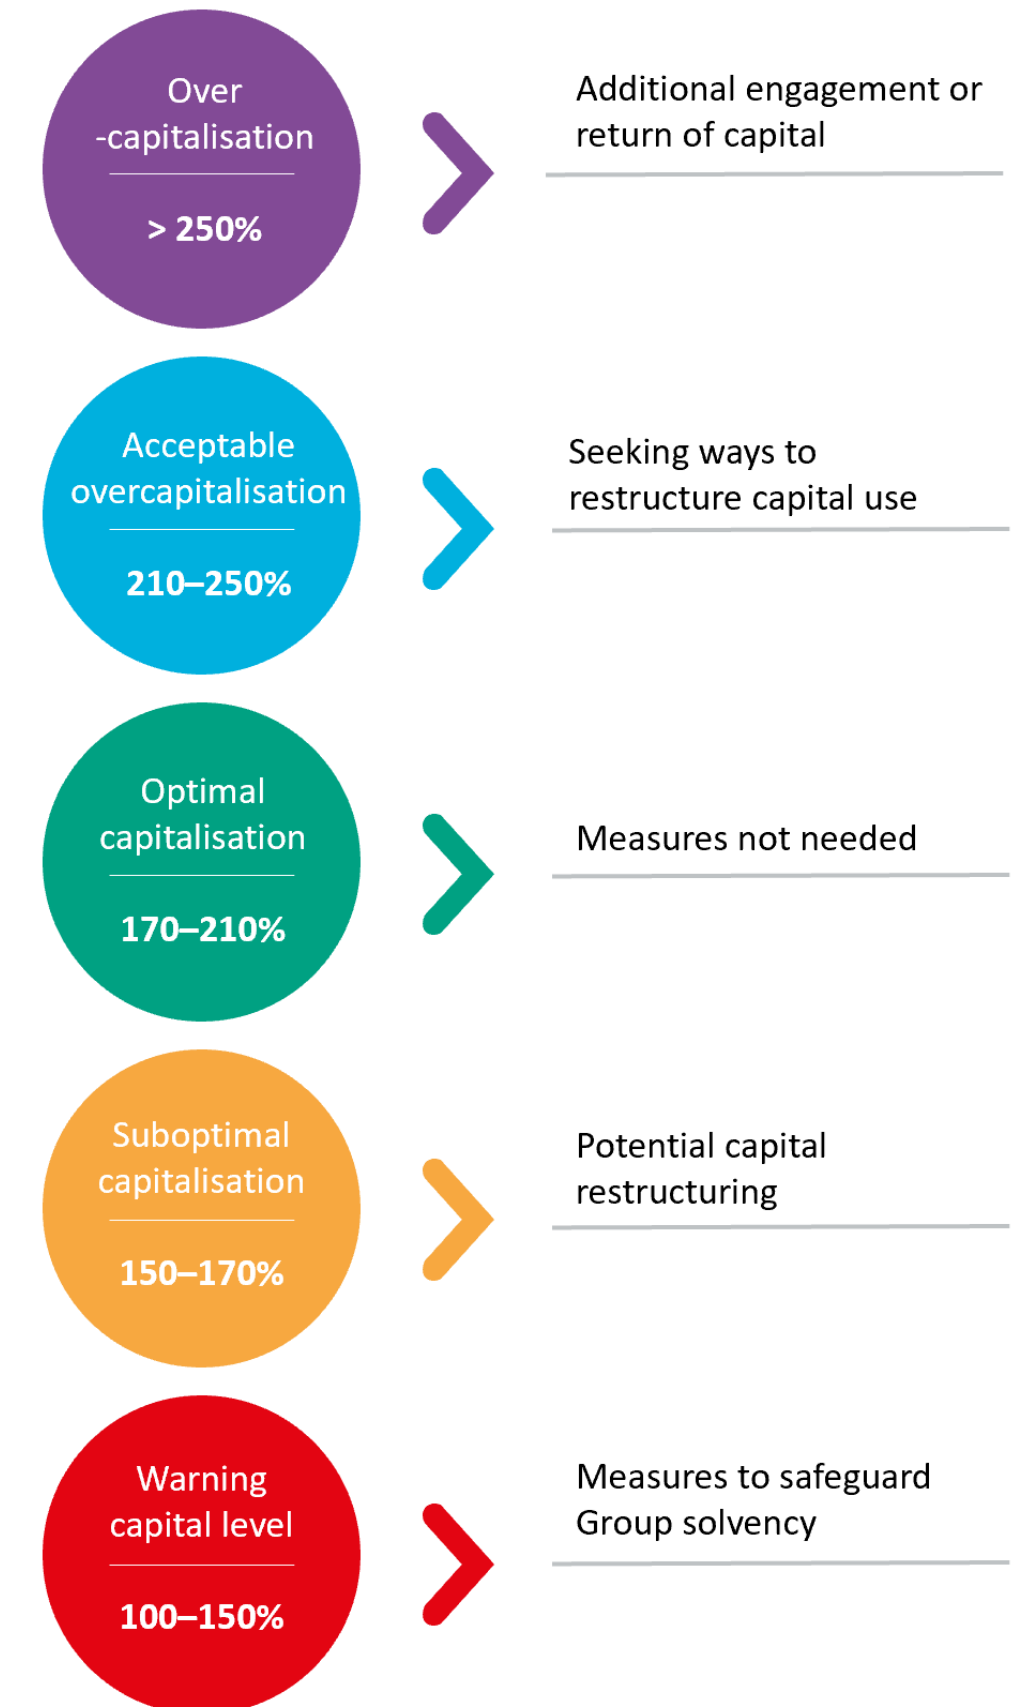 Over
-capitalisation
> 250%
Additional engagement or
return of capital
Acceptable
overcapitalisation
210–250%
Seeking ways to
restructure capital use
Optimal
capitalisation
170–210%
Measures not needed
Suboptimal
capitalisation
150–170%
Potential capital
restructuring
Warning
capital level
100–150%
Measures to safeguard
Group solvency